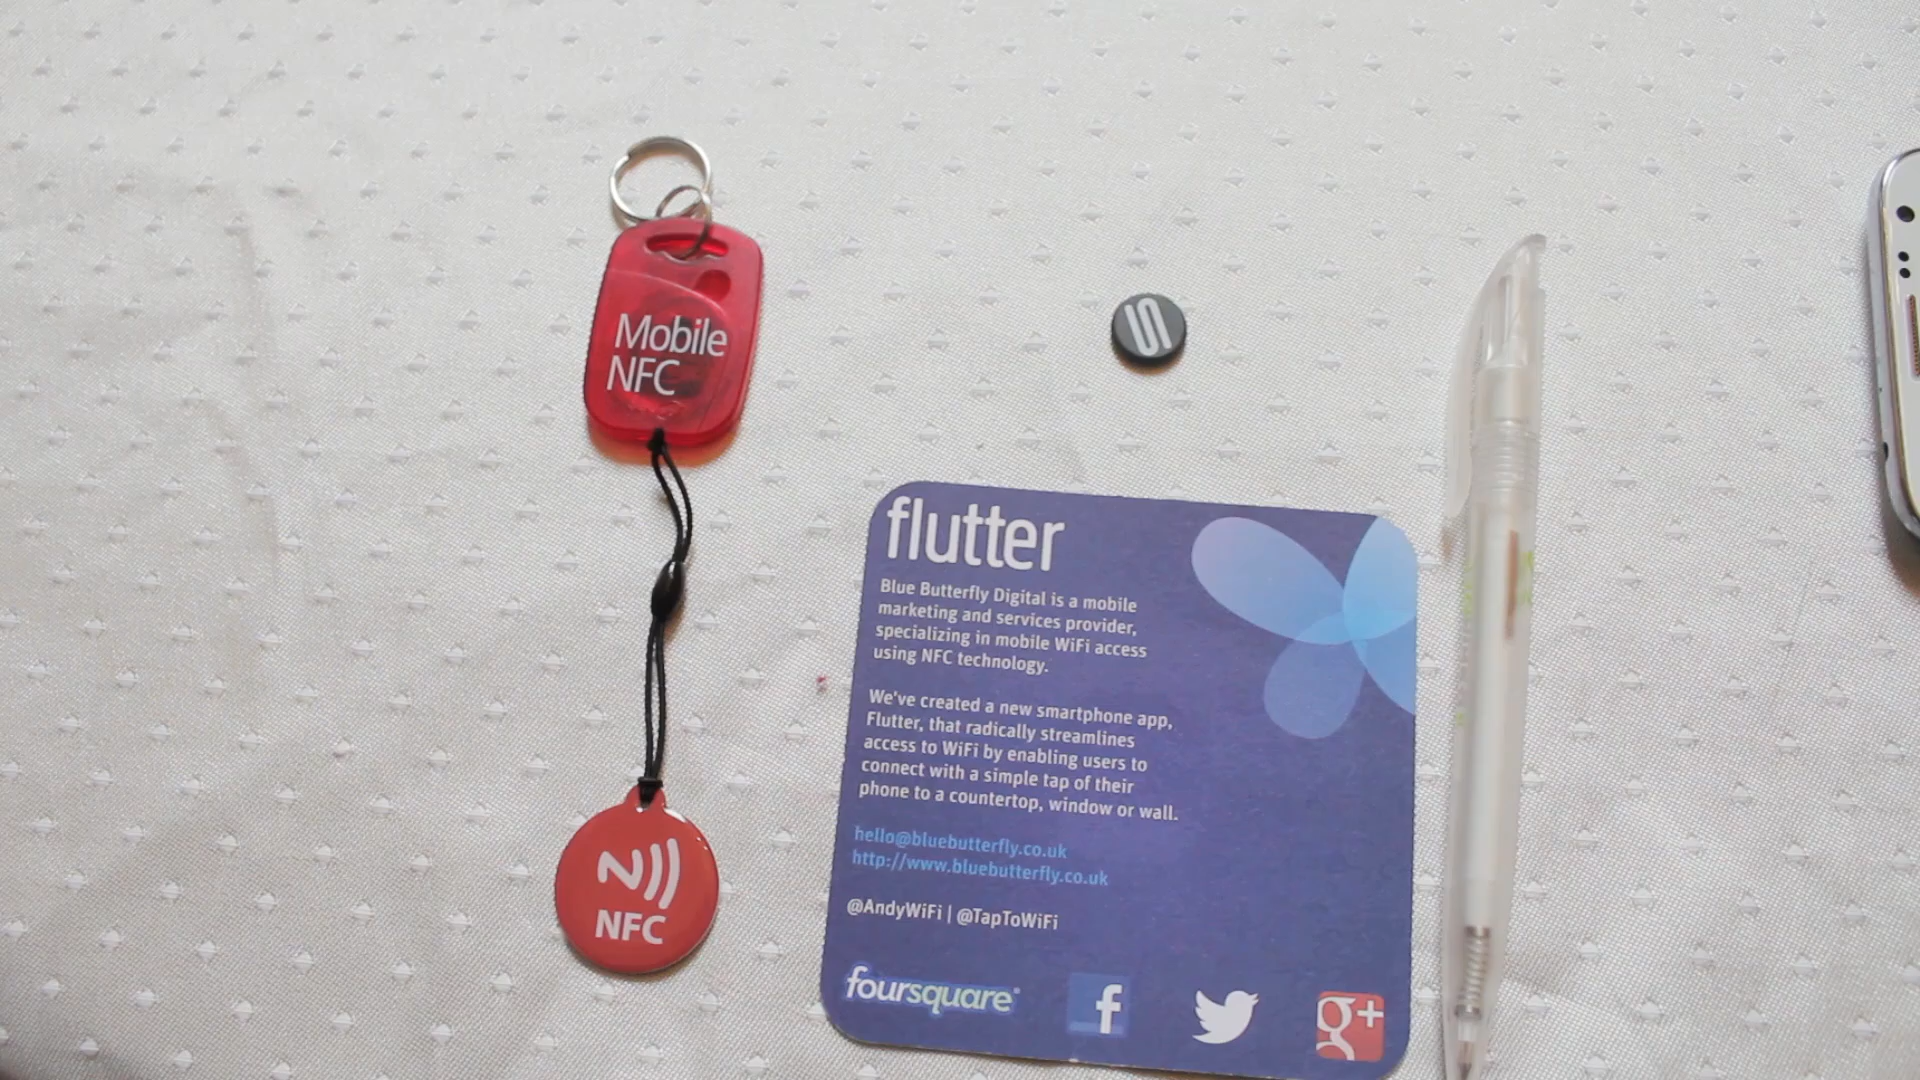 Mobile
NFC
NFC
flutter
Blue Butterfly Digital is a mobile
marketing and services provider,
specializing in mobile WiFi access
using NFC technology.
We've created a new smartphone app,
Flutter, that radically streamlines
access to WiFi by enabling users to
connect with a simple tap of their
phone to a countertop, window or wall.
hello@bluebutterfly.co.uk
http://www.bluebutterfly.co.uk
@AndyWiFi | @TapToWiFi
foursquare
f
g+